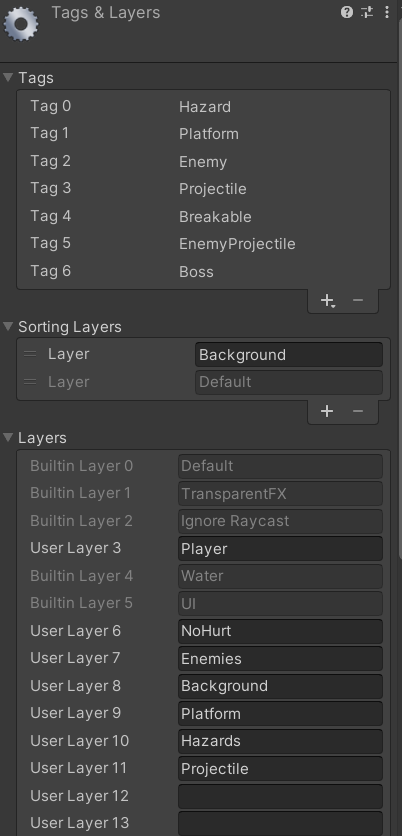 Tags & Layers
Tags
Tag 0 Hazard
Tag 1 Platform
Tag 2 Enemy
Tag 3 Projectile
Tag 4 Breakable
Tag 5 EnemyProjectile
Tag 6 Boss
Sorting Layers
Layer Background
Layer Default
Layers
Builtin Layer 0 Default
Builtin Layer 1 TransparentFX
Builtin Layer 2 Ignore Raycast
User Layer 3 Player
Builtin Layer 4 Water
Builtin Layer 5 UI
User Layer 6 NoHurt
User Layer 7 Enemies
User Layer 8 Background
User Layer 9 Platform
User Layer 10 Hazards
User Layer 11 Projectile
User Layer 12
User Layer 13